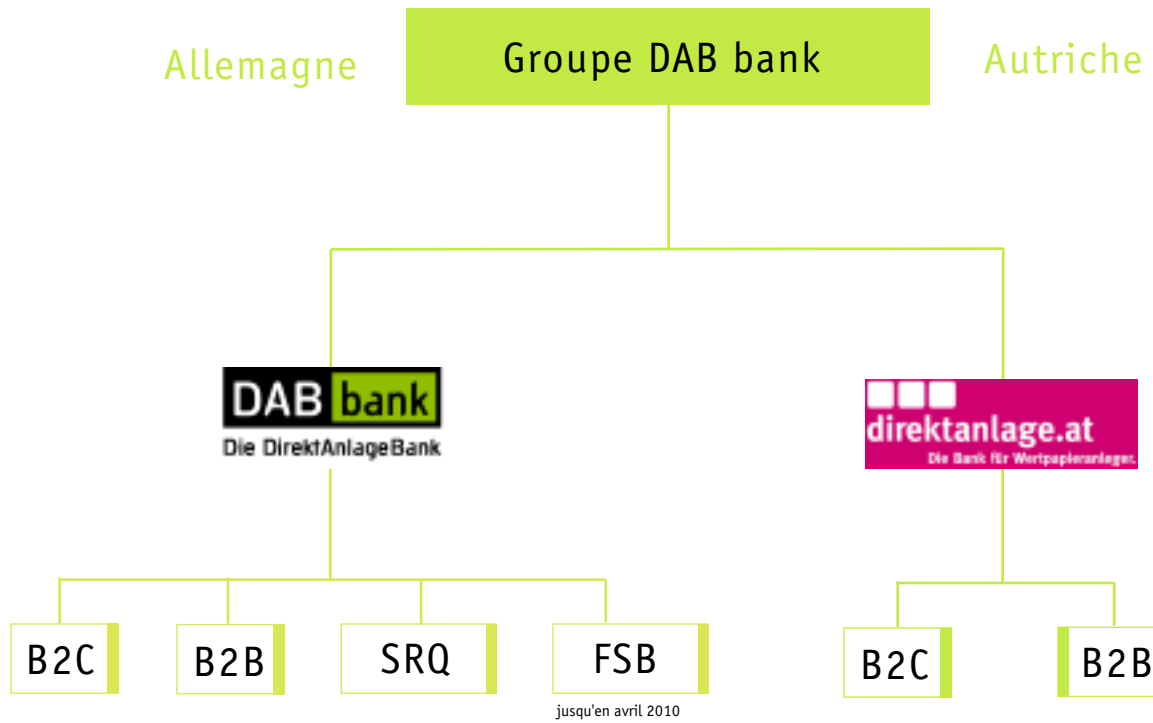 Allemagne
Groupe DAB bank
Autriche
DAB bank
Die DirektAnlageBank
direktanlage.at
Die Bank für Wertpapieranleger.
B2C
B2B
SRQ
FSB
B2C
B2B
jusqu'en avril 2010